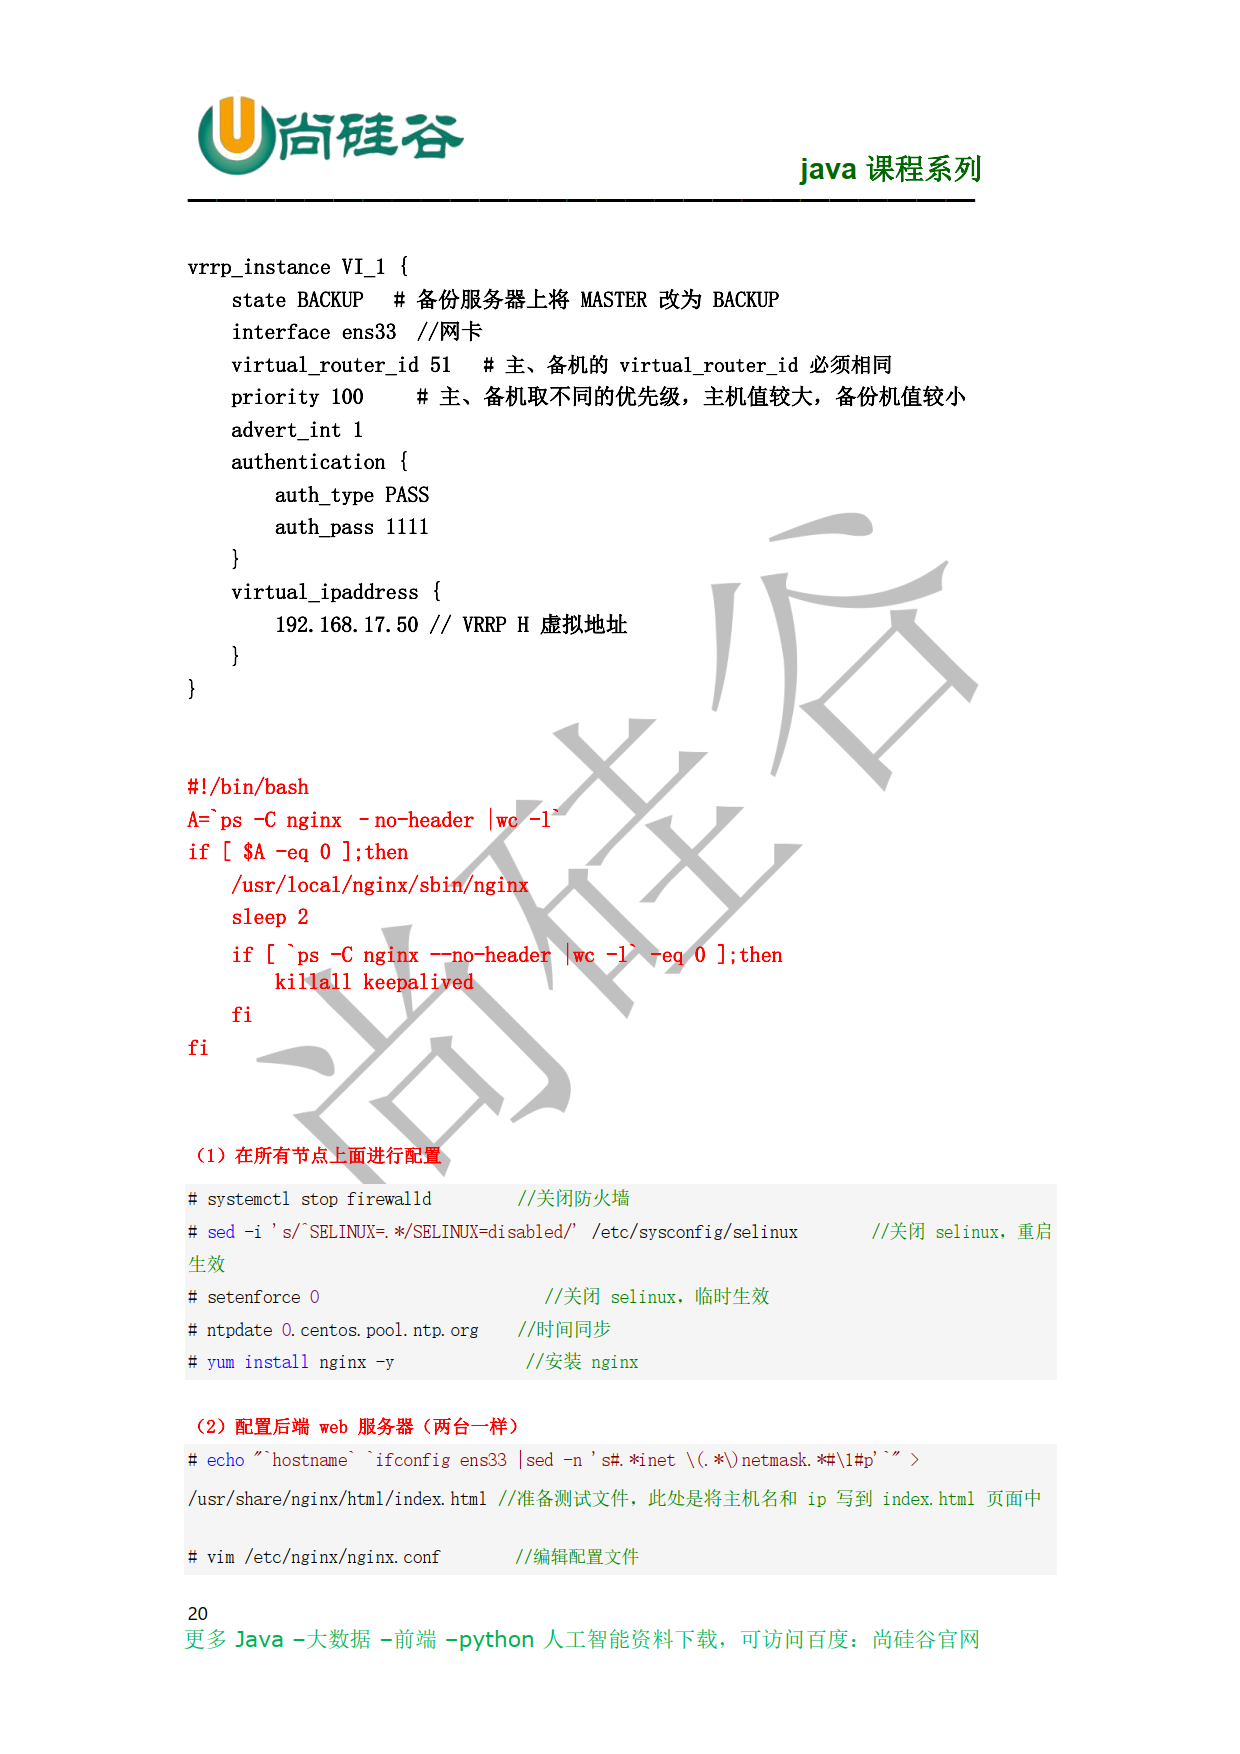 尚硅谷
java 课程系列
vrrp_instance VI_1 {
state BACKUP # 备份服务器上将 MASTER 改为 BACKUP
interface ens33 //网卡
virtual_router_id 51 # 主、备机的 virtual_router_id 必须相同
priority 100 # 主、备机取不同的优先级，主机值较大，备份机值较小
advert_int 1
authentication {
auth_type PASS
auth_pass 1111
}
virtual_ipaddress {
192.168.17.50 // VRRP H 虚拟地址
}
}
#!/bin/bash
A=`ps -C nginx –no-header |wc -l`
if [ $A -eq 0 ];then
/usr/local/nginx/sbin/nginx
sleep 2
if [ `ps -C nginx --no-header |wc -l` -eq 0 ];then
killall keepalived
fi
fi
尚硅谷
（1）在所有节点上面进行配置
# systemctl stop firewalld //关闭防火墙
# sed -i 's/^SELINUX=.*/SELINUX=disabled/' /etc/sysconfig/selinux //关闭 selinux，重启
生效
# setenforce 0 //关闭 selinux，临时生效
# ntpdate 0.centos.pool.ntp.org //时间同步
# yum install nginx -y //安装 nginx
（2）配置后端 web 服务器（两台一样）
# echo "`hostname` `ifconfig ens33 |sed -n 's#.*inet \(.*\)netmask.*#\1#p'`" >
/usr/share/nginx/html/index.html //准备测试文件，此处是将主机名和 ip 写到 index.html 页面中
# vim /etc/nginx/nginx.conf //编辑配置文件
20
更多 Java –大数据 –前端 –python 人工智能资料下载，可访问百度：尚硅谷官网